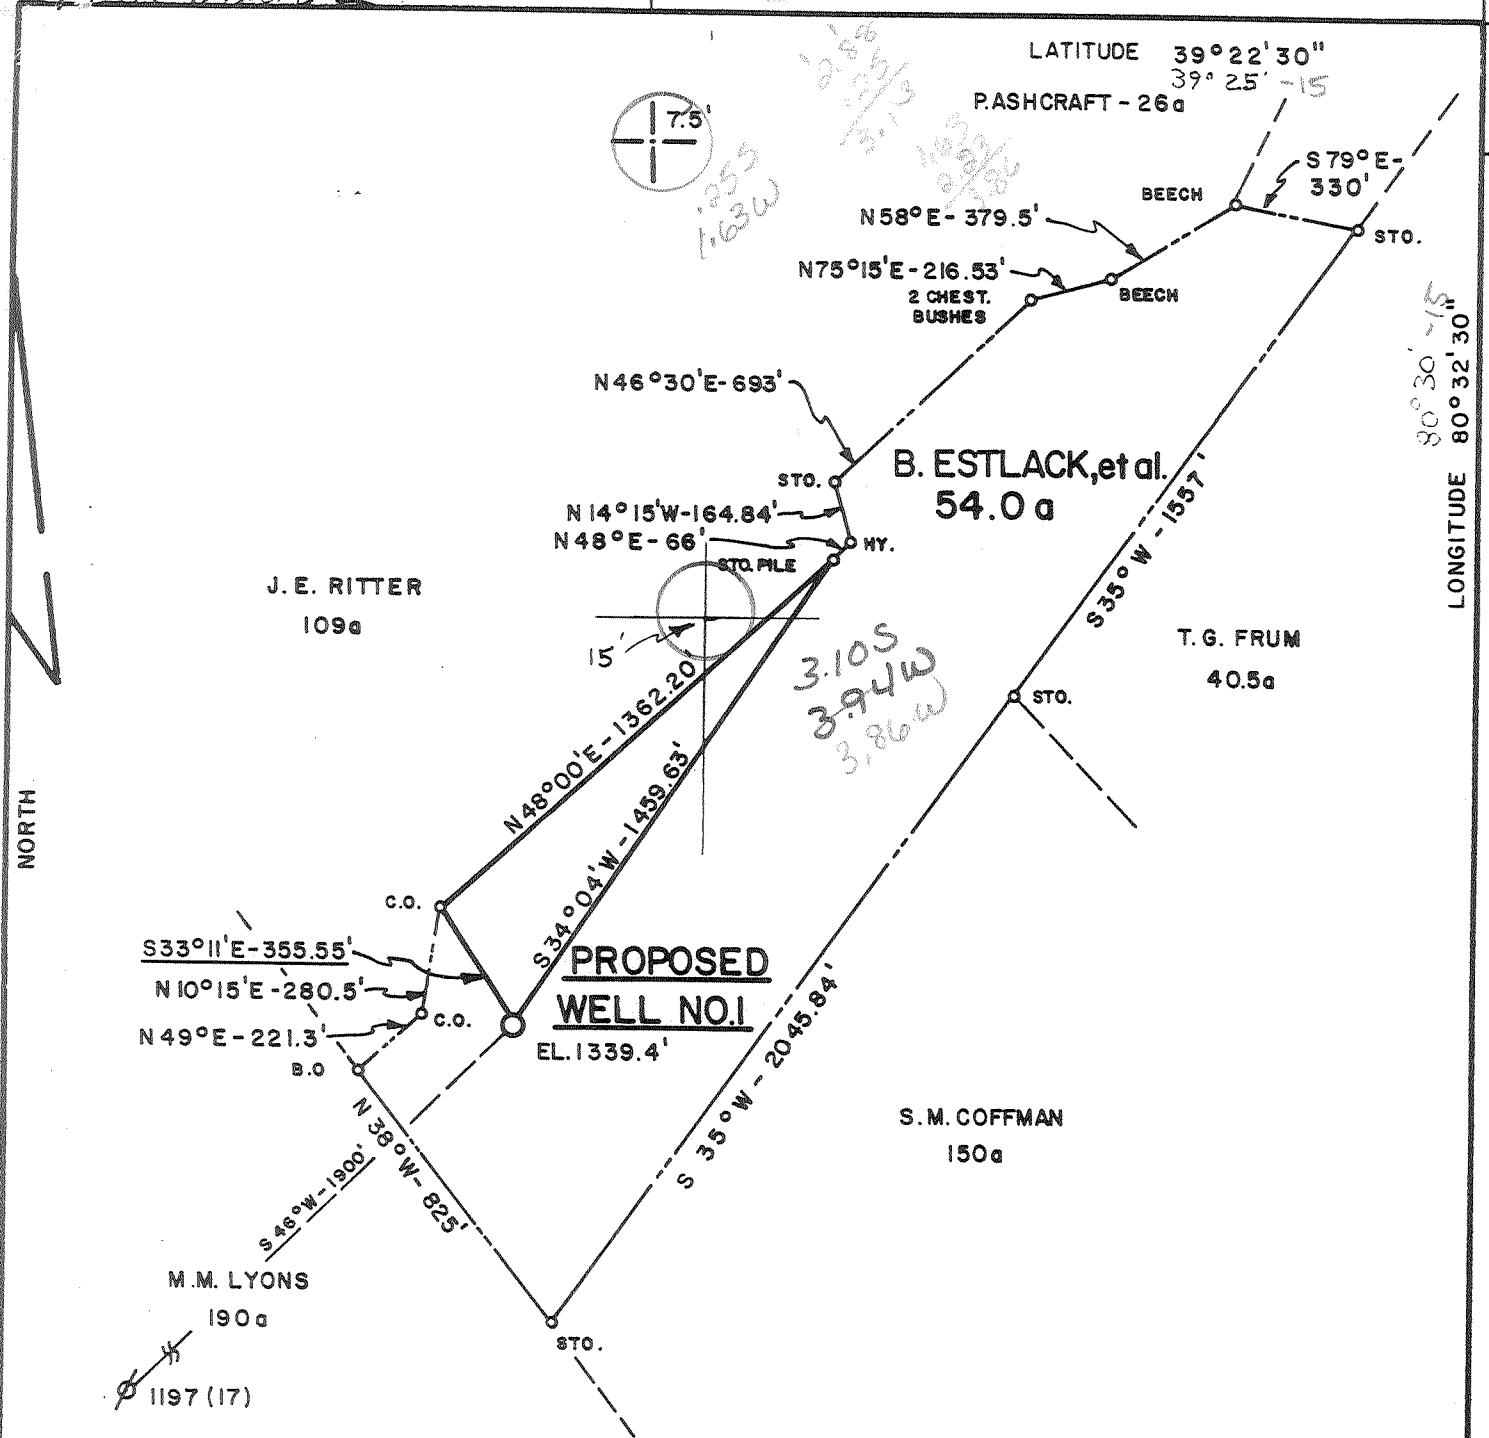 LATITUDE 39°22'30"
39° 25' -15
P. ASHCRAFT - 26a
7.5'
2.88
.255
1.63W
S79°E-
330'
BEECH
STO.
N58°E-379.5'
N75°15'E-216.53'
2 CHEST.
BUSHES
BEECH
80°30' -15
LONGITUDE 80°32'30"
N46°30'E-693'
B. ESTLACK, et al.
54.0a
STO.
N14°15'W-164.84'
N48°E-66'
HY.
STO. PILE
S35°W-1557'
J.E. RITTER
109a
15'
3.10S
3.94W
3.86W
T.G. FRUM
40.5a
STO.
N48°00'E-1362.20'
S34°04'W-1459.63'
NORTH
C.O.
S33°11'E-355.55'
N10°15'E-280.5'
N49°E-221.3'
C.O.
B.O
PROPOSED
WELL NO.1
EL.1339.4'
S 35°W-2045.84'
N 38°W-825'
S46°W-1900'
S.M. COFFMAN
150a
M.M. LYONS
190a
STO.
1197 (17)